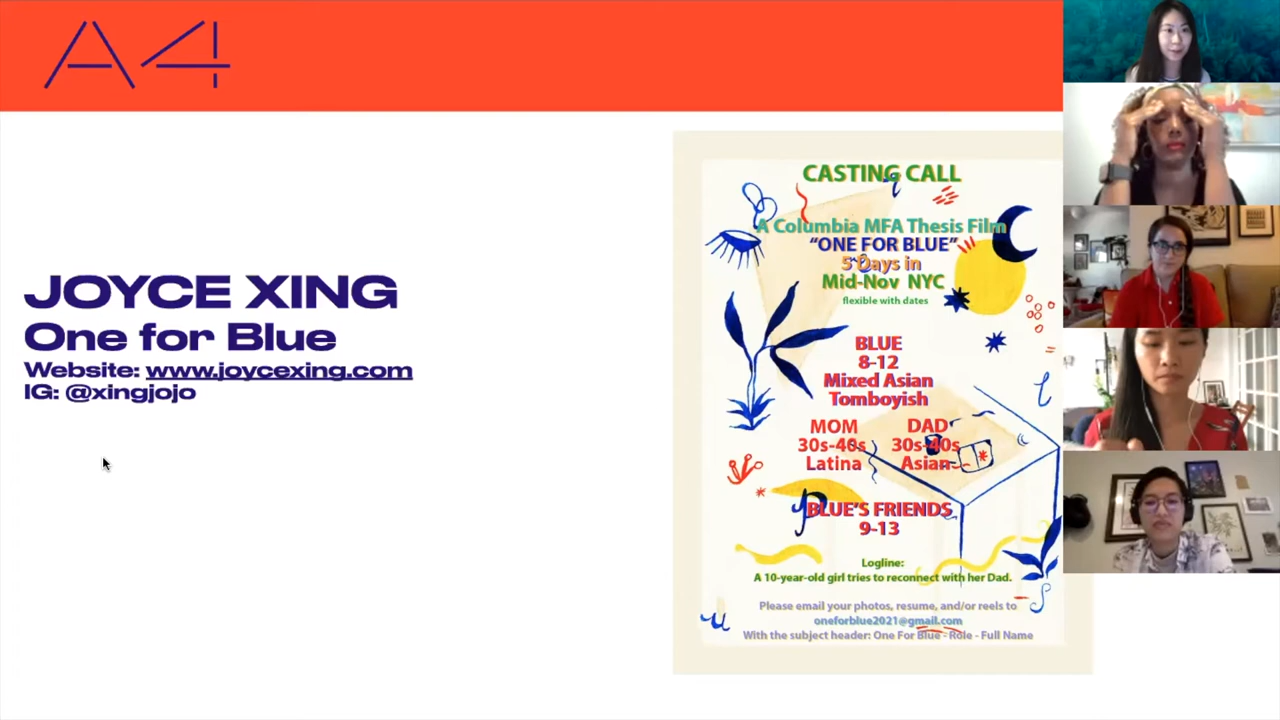 A4
JOYCE XING
One for Blue
Website: www.joycexing.com
IG: @xingjojo
CASTING CALL
A Columbia MFA Thesis Film
“ONE FOR BLUE”
5 Days in
Mid-Nov NYC
flexible with dates
BLUE
8-12
Mixed Asian
Tomboyish
MOM DAD
30s-40s 30s-40s
Latina Asian
BLUE'S FRIENDS
9-13
Logline:
A 10-year-old girl tries to reconnect with her Dad.
Please email your photos, resume, and/or reels to
oneforblue2021@gmail.com
With the subject header: One For Blue - Role - Full Name